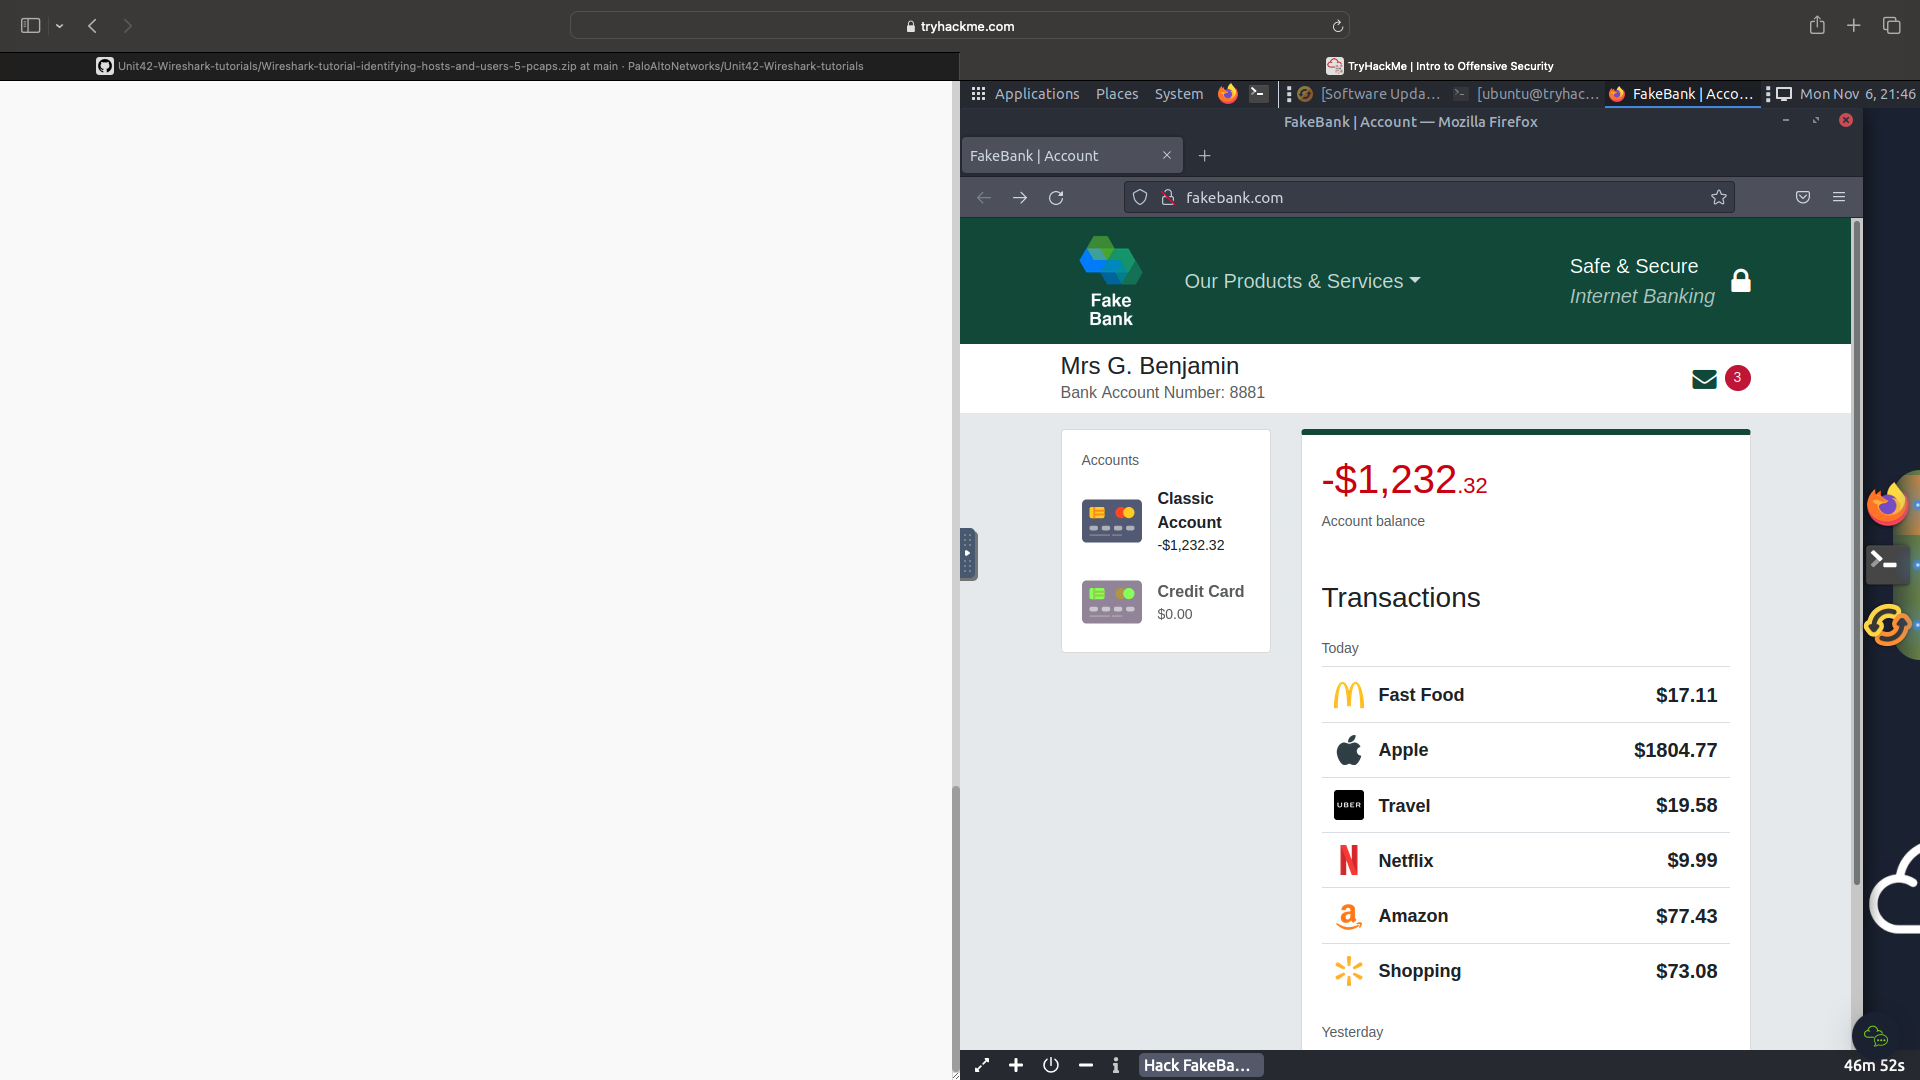 tryhackme.com
Unit42-Wireshark-tutorials/Wireshark-tutorial-identifying-hosts-and-users-5-pcaps.zip at main · PaloAltoNetworks/Unit42-Wireshark-tutorials
TryHackMe | Intro to Offensive Security
Applications Places System [Software Upda... [ubuntu@tryhac... FakeBank | Acco... Mon Nov 6, 21:46
FakeBank | Account — Mozilla Firefox
FakeBank | Account
fakebank.com
Fake
Bank
Our Products & Services
Safe & Secure
Internet Banking
Mrs G. Benjamin
Bank Account Number: 8881
3
Accounts
Classic
Account
-$1,232.32
Credit Card
$0.00
-$1,232.32
Account balance
Transactions
Today
Fast Food $17.11
Apple $1804.77
UBER Travel $19.58
Netflix $9.99
Amazon $77.43
Shopping $73.08
Yesterday
Hack FakeBa...
46m 52s